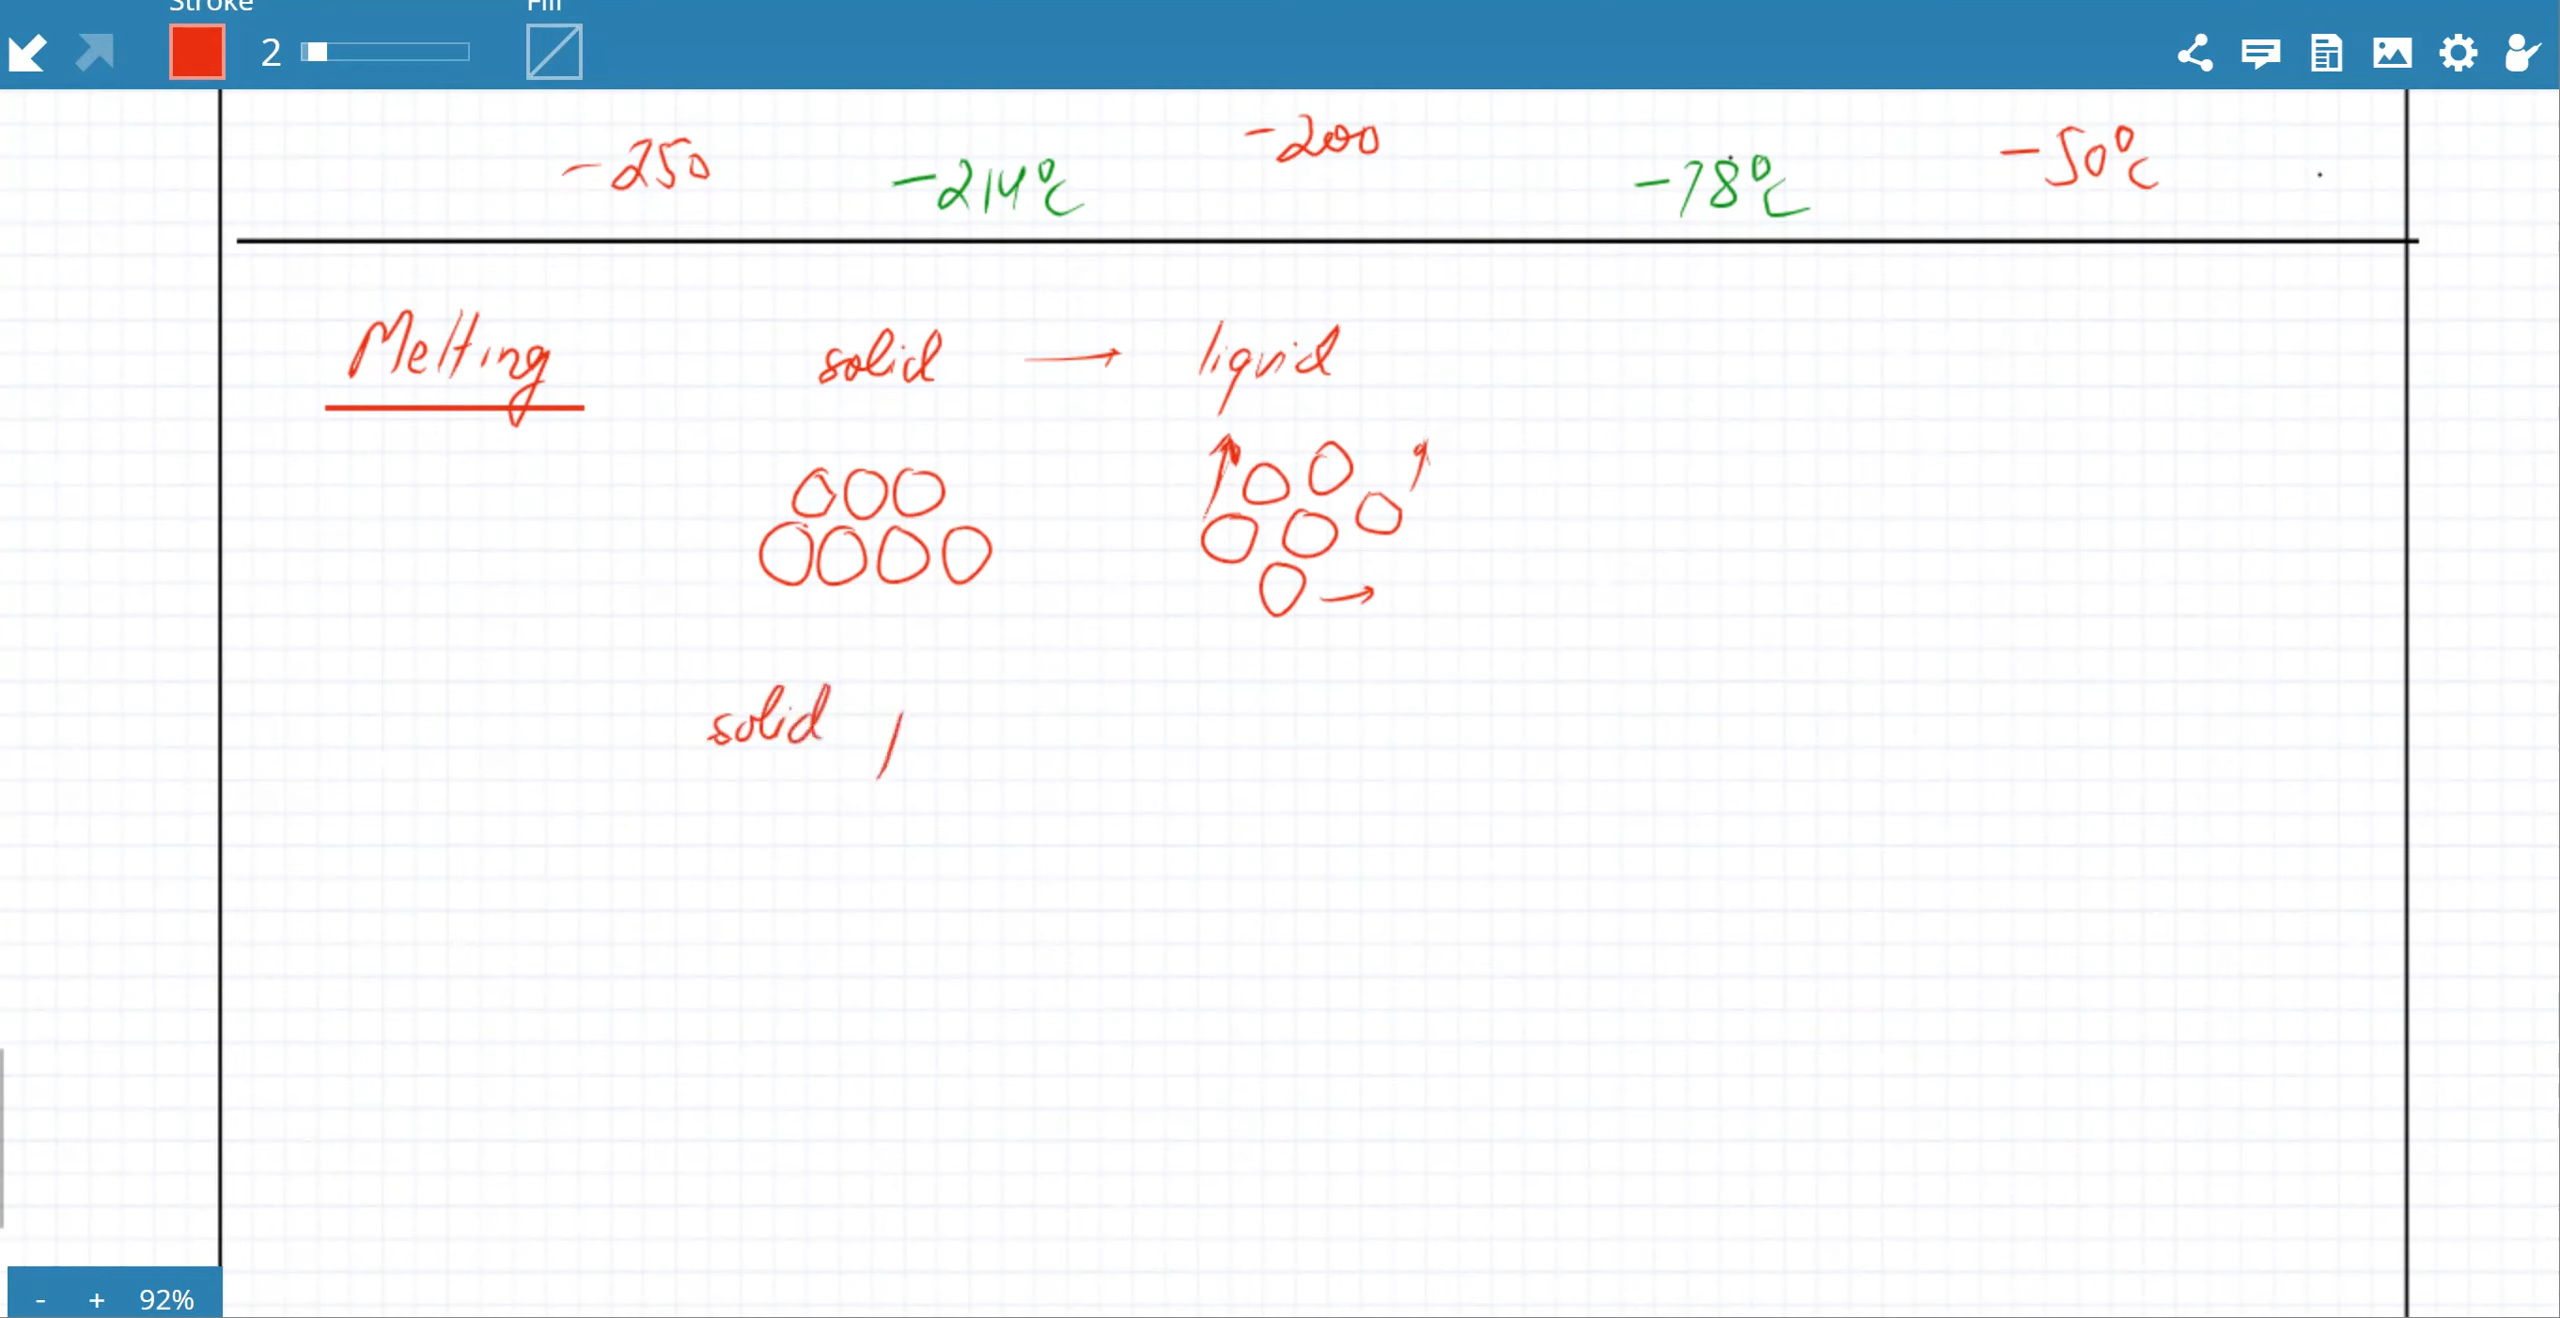 Stroke Fill
2
-250 -214°C -200 -78°C -50°C
Melting solid → liquid
solid
- + 92%